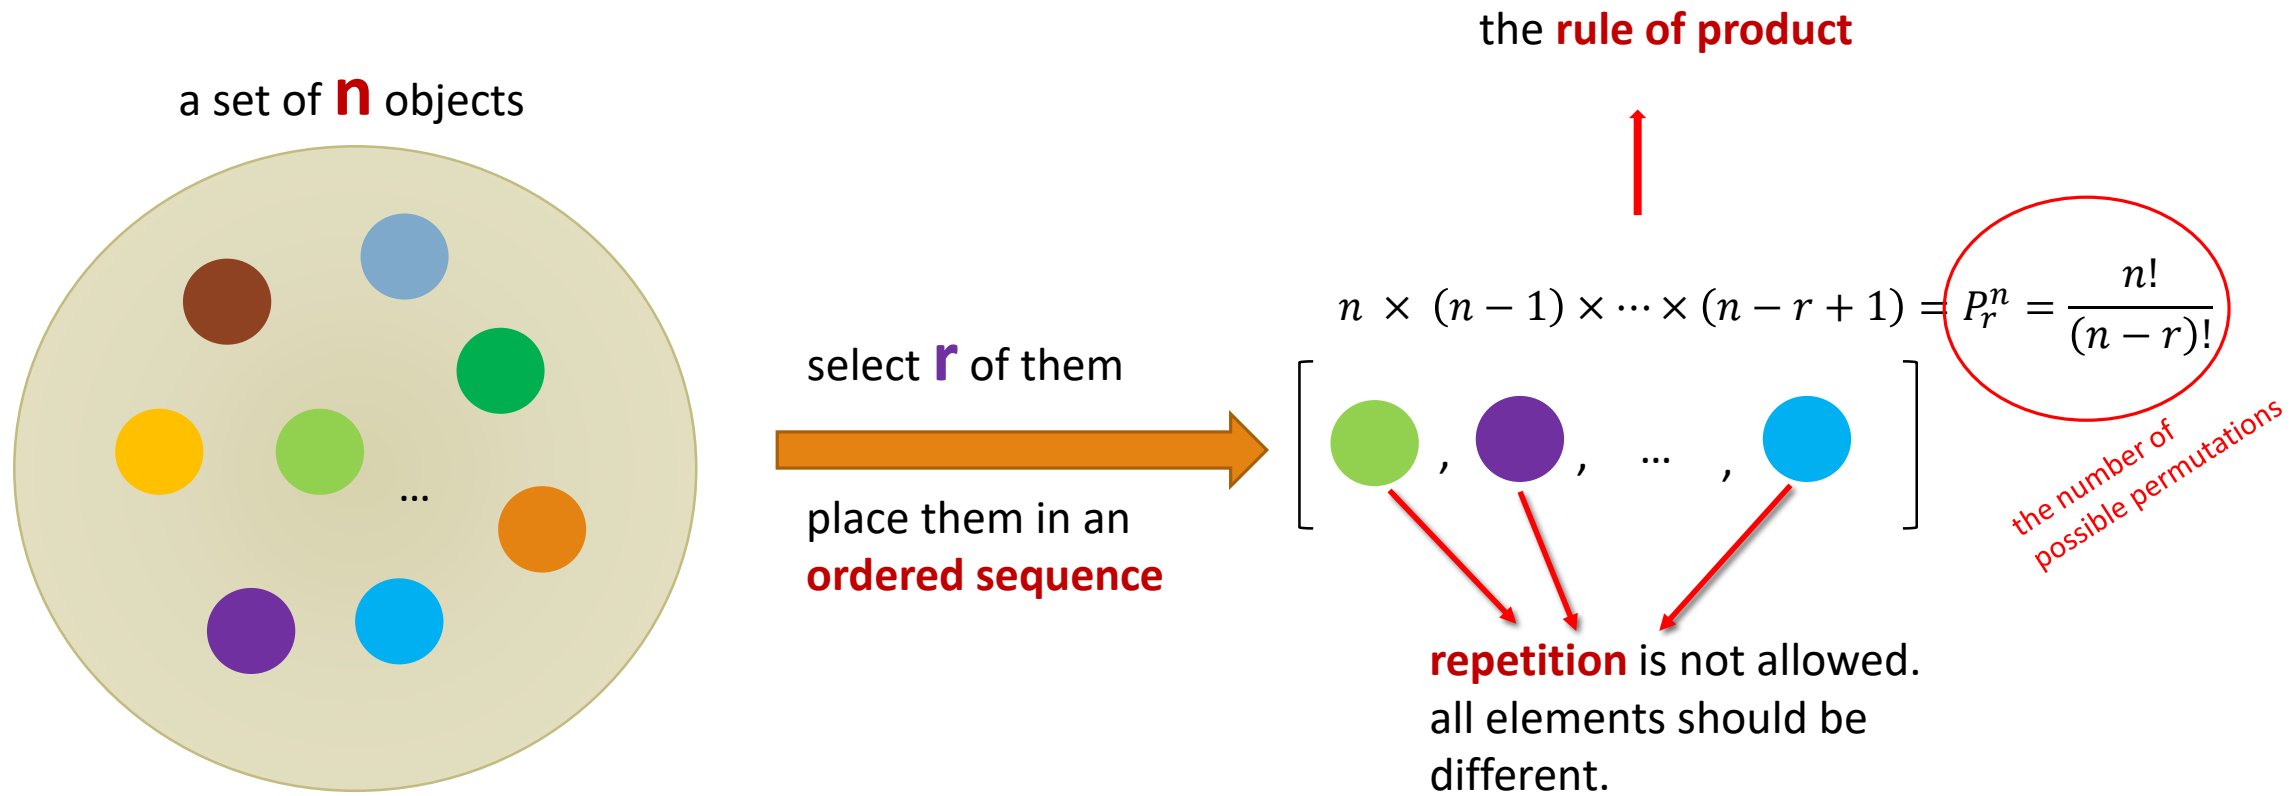 a set of n objects
...
select r of them
place them in an
ordered sequence
the rule of product
n × (n − 1) × ⋯ × (n − r + 1) = P_r^n = n! / (n − r)!
[ , , ... , ]
the number of
possible permutations
repetition is not allowed.
all elements should be
different.